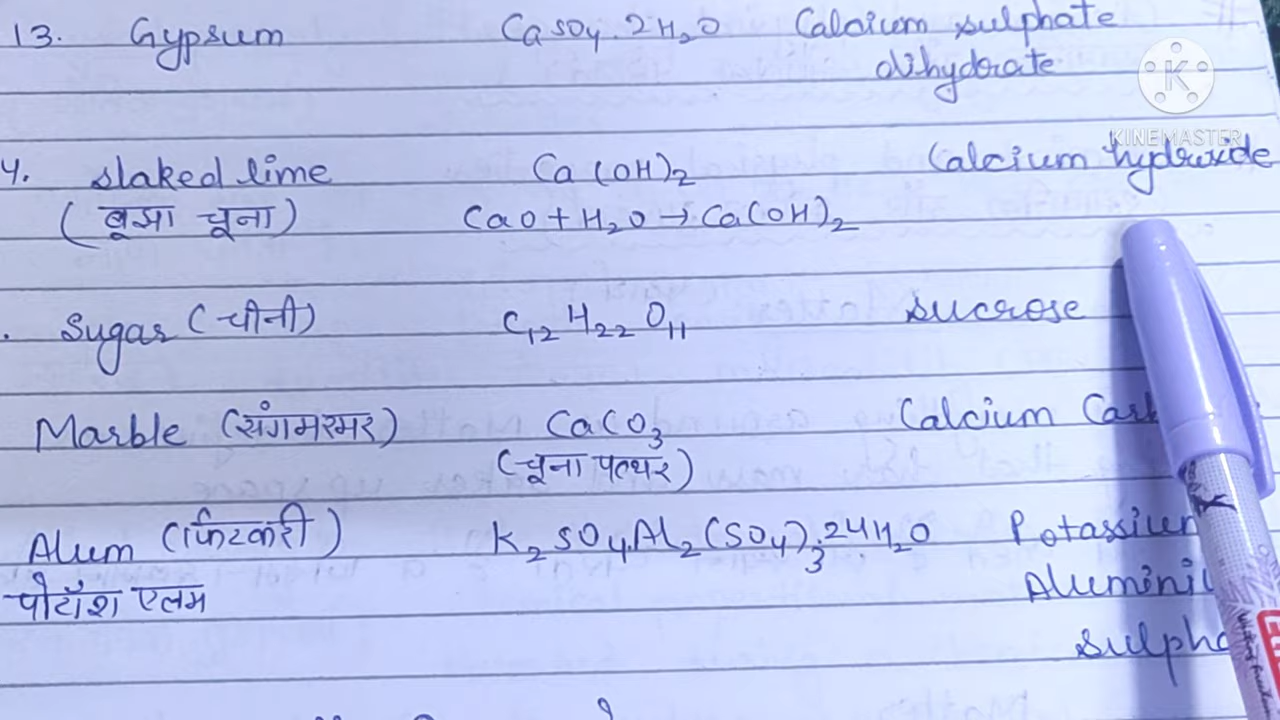 13. Gypsum CaSO4.2H2O Calcium sulphate
dihydrate
KINEMASTER
4. slaked lime Ca(OH)2 Calcium hydroxide
(बूझा चूना) CaO+H2O→Ca(OH)2
. Sugar (चीनी) C12H22O11 sucrose
Marble (संगमरमर) CaCO3 Calcium Car
(चूना पत्थर)
Alum (फिटकरी) K2SO4Al2(SO4)3.24H2O Potassium
पोटॉश एलम Alumini
sulpha